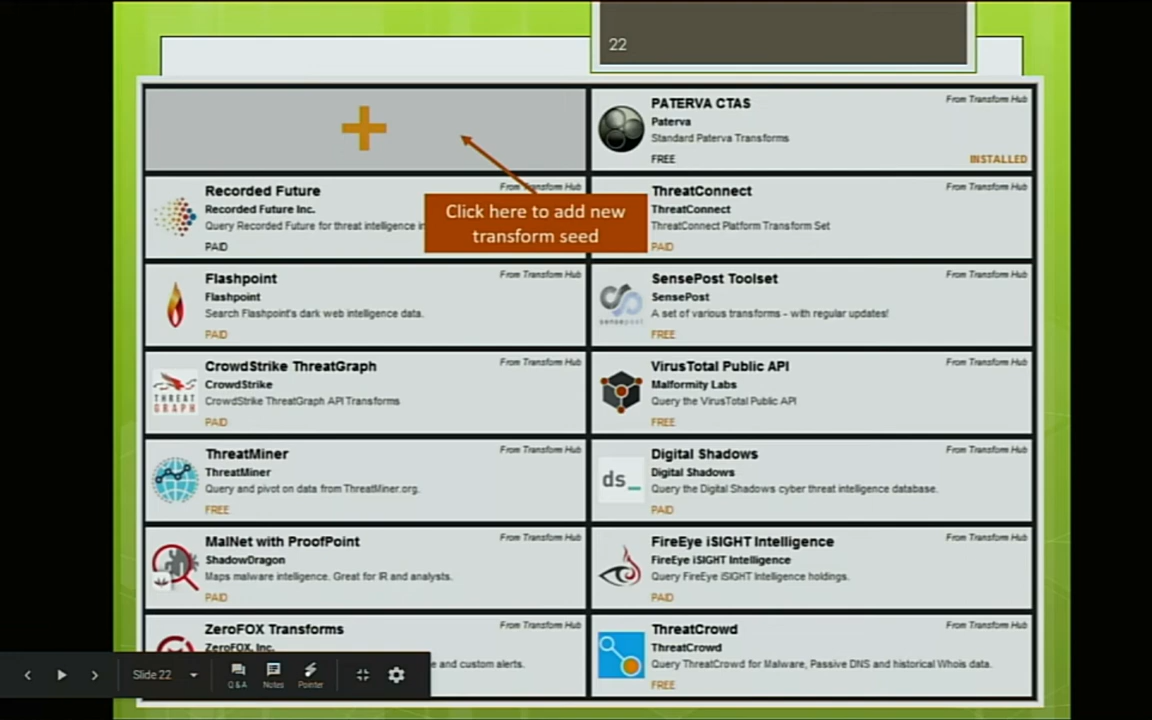 22
PATERVA CTAS
From Transform Hub
Paterva
Standard Paterva Transforms
FREE
INSTALLED
Click here to add new
transform seed
Recorded Future
From Transform Hub
Recorded Future Inc.
Query Recorded Future for threat intelligence
PAID
ThreatConnect
From Transform Hub
ThreatConnect
ThreatConnect Platform Transform Set
PAID
Flashpoint
From Transform Hub
Flashpoint
Search Flashpoint's dark web intelligence data.
PAID
SensePost Toolset
From Transform Hub
SensePost
A set of various transforms - with regular updates!
FREE
sensepost
CrowdStrike ThreatGraph
From Transform Hub
CrowdStrike
CrowdStrike ThreatGraph API Transforms
PAID
THREAT
GRAPH
VirusTotal Public API
From Transform Hub
Malformity Labs
Query the VirusTotal Public API
FREE
ThreatMiner
From Transform Hub
ThreatMiner
Query and pivot on data from ThreatMiner.org.
FREE
Digital Shadows
From Transform Hub
Digital Shadows
Query the Digital Shadows cyber threat intelligence database.
PAID
ds_
MalNet with ProofPoint
From Transform Hub
ShadowDragon
Maps malware intelligence. Great for IR and analysts.
PAID
FireEye iSIGHT Intelligence
From Transform Hub
FireEye iSIGHT Intelligence
Query FireEye iSIGHT Intelligence holdings.
PAID
ZeroFOX Transforms
From Transform Hub
ZeroFOX, Inc.
e and custom alerts.
ThreatCrowd
From Transform Hub
ThreatCrowd
Query ThreatCrowd for Malware, Passive DNS and historical Whois data.
FREE
Slide 22
Q&A
Notes
Pointer